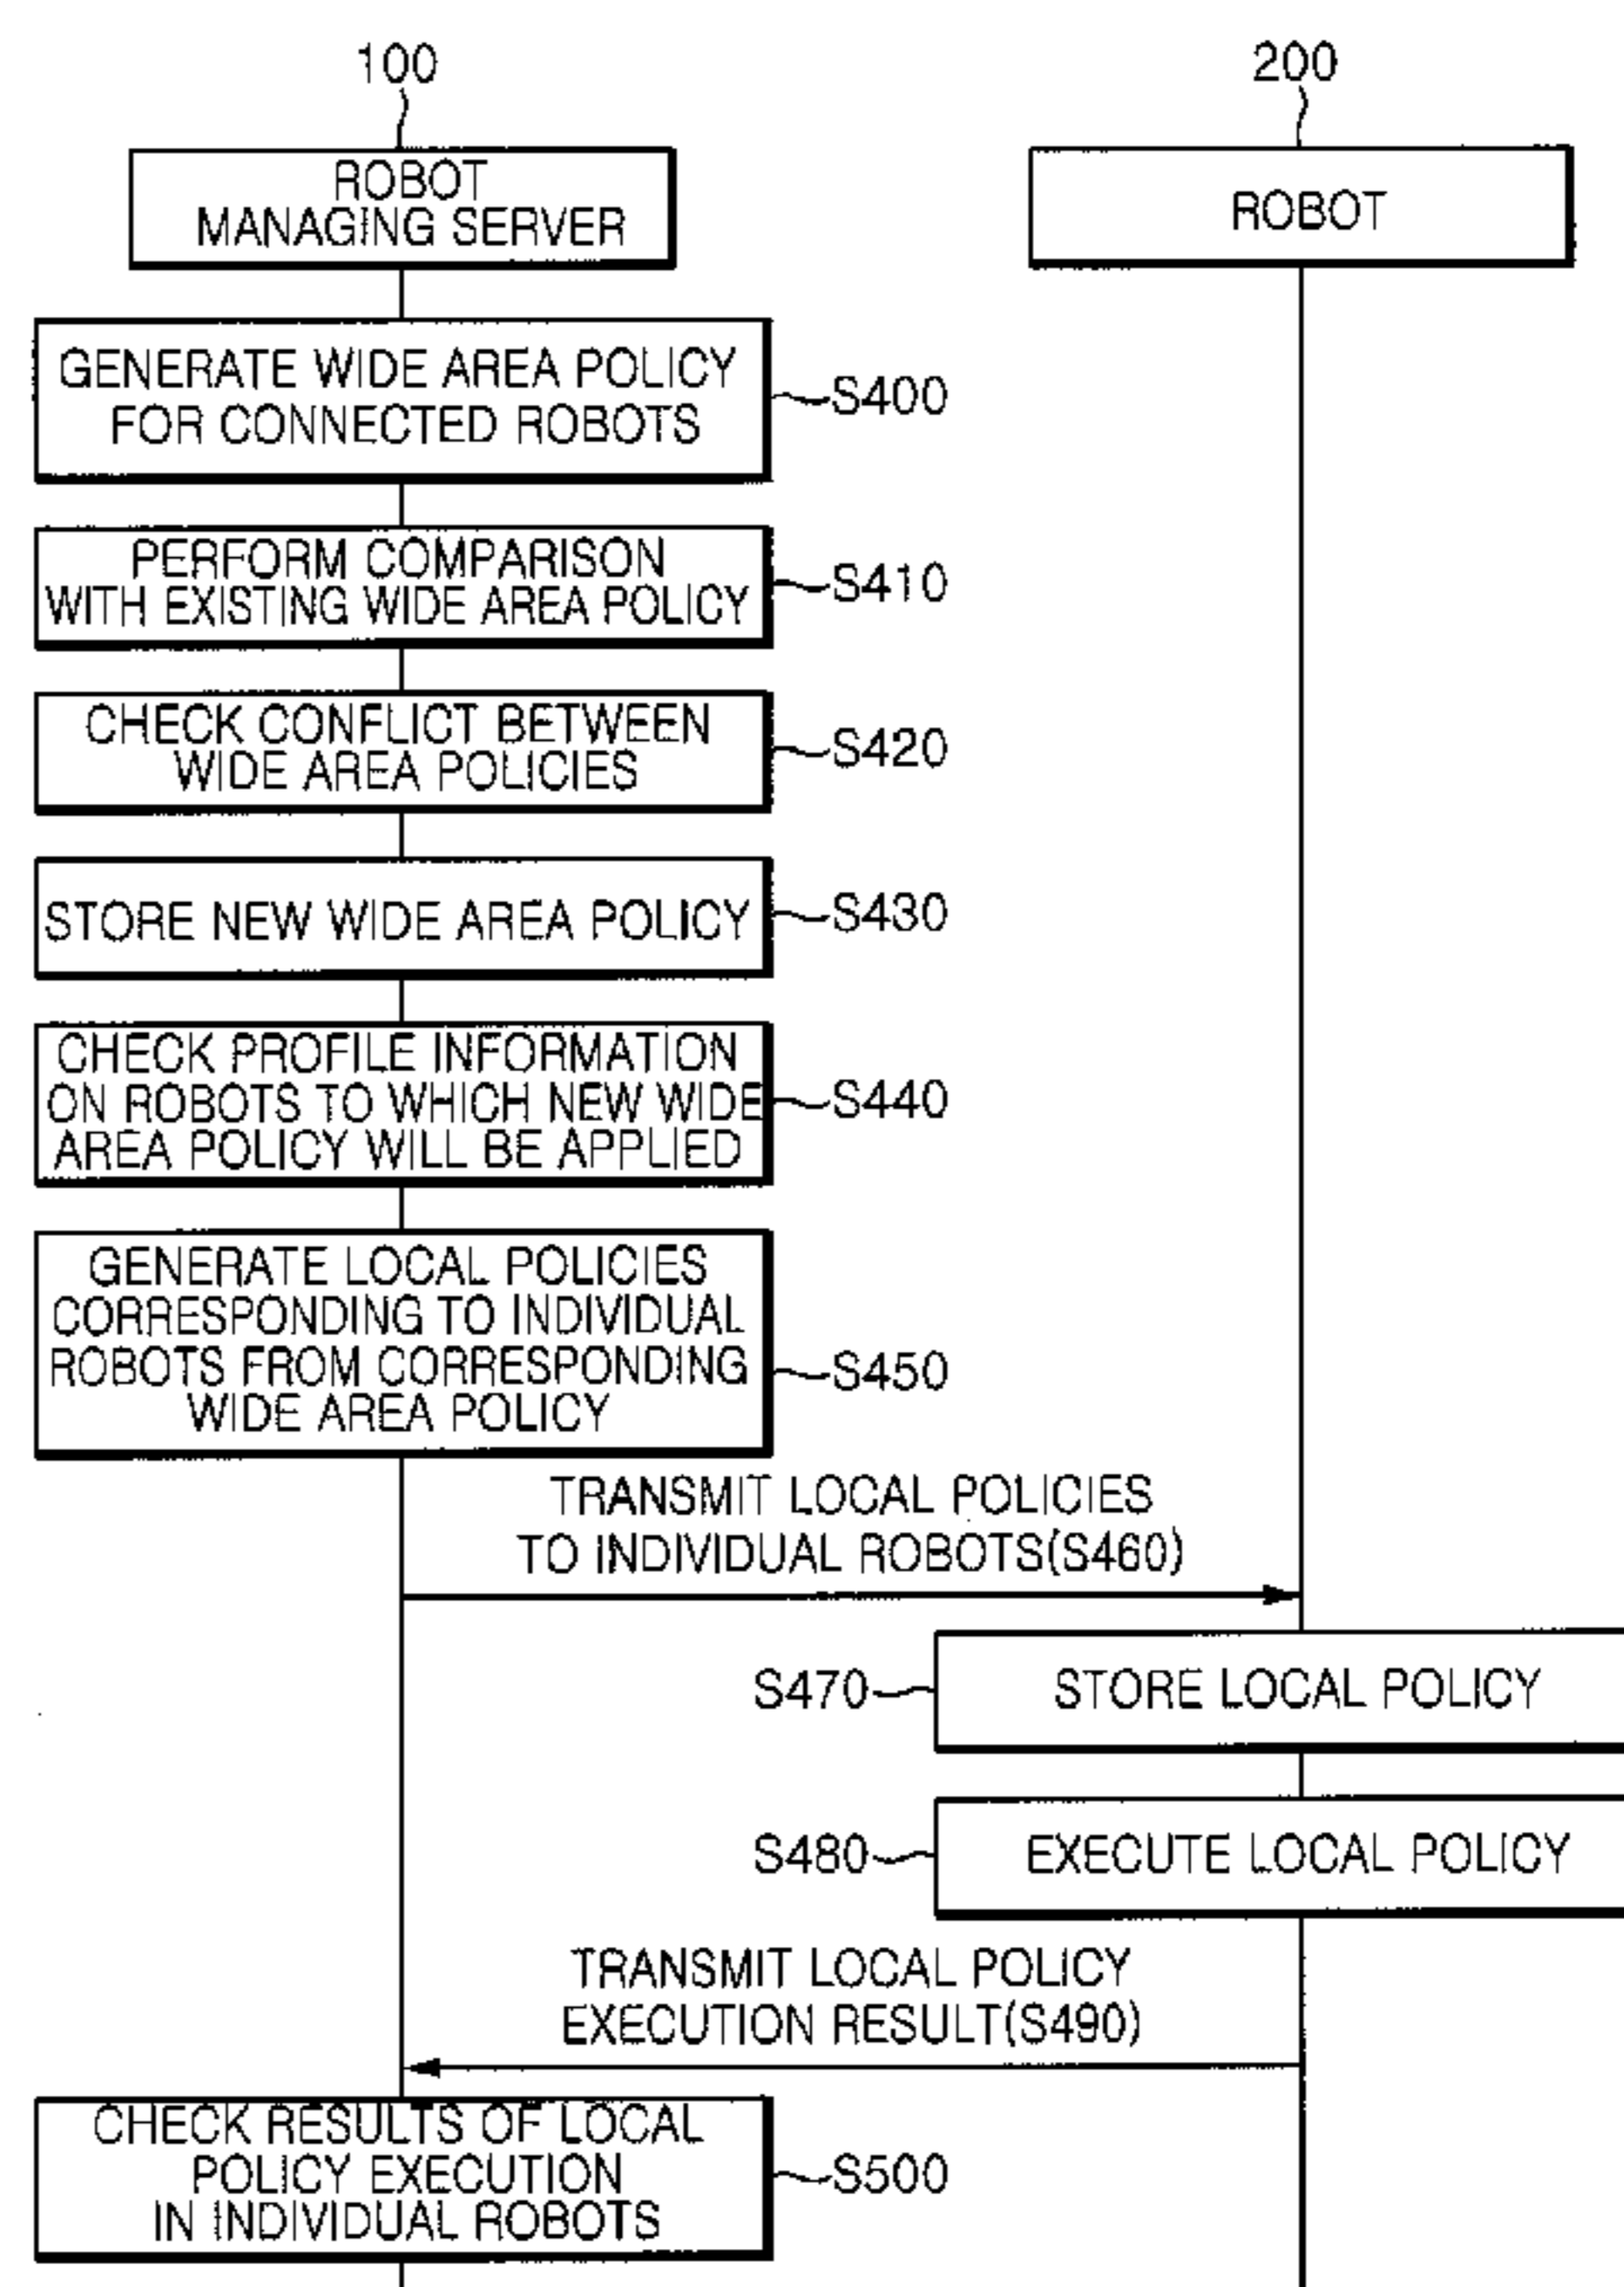 100
200
ROBOT
MANAGING SERVER
ROBOT
GENERATE WIDE AREA POLICY
FOR CONNECTED ROBOTS
S400
PERFORM COMPARISON
WITH EXISTING WIDE AREA POLICY
S410
CHECK CONFLICT BETWEEN
WIDE AREA POLICIES
S420
STORE NEW WIDE AREA POLICY
S430
CHECK PROFILE INFORMATION
ON ROBOTS TO WHICH NEW WIDE
AREA POLICY WILL BE APPLIED
S440
GENERATE LOCAL POLICIES
CORRESPONDING TO INDIVIDUAL
ROBOTS FROM CORRESPONDING
WIDE AREA POLICY
S450
TRANSMIT LOCAL POLICIES
TO INDIVIDUAL ROBOTS(S460)
S470
STORE LOCAL POLICY
S480
EXECUTE LOCAL POLICY
TRANSMIT LOCAL POLICY
EXECUTION RESULT(S490)
CHECK RESULTS OF LOCAL
POLICY EXECUTION
IN INDIVIDUAL ROBOTS
S500